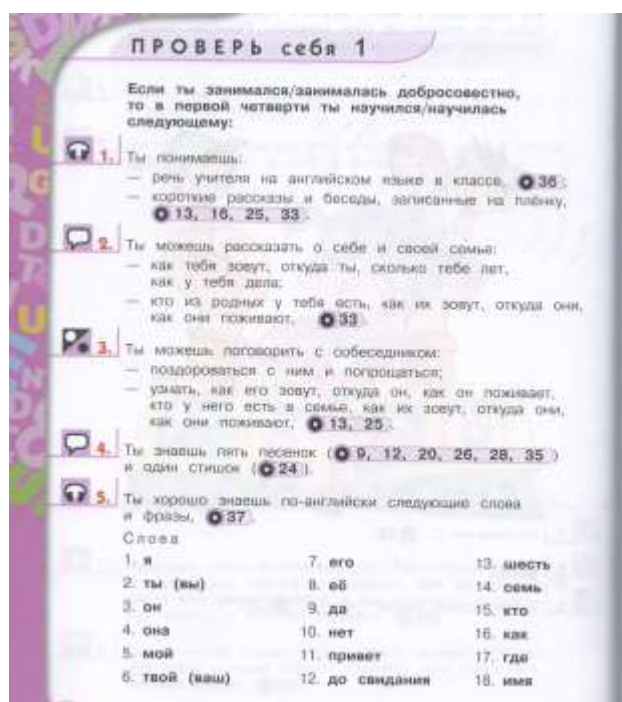 ПРОВЕРЬ себя 1
Если ты занимался/занималась добросовестно,
то в первой четверти ты научился/научилась
следующему:
1. Ты понимаешь:
— речь учителя на английском языке в классе, 36;
— короткие рассказы и беседы, записанные на плёнку,
13, 16, 25, 33.
2. Ты можешь рассказать о себе и своей семье:
— как тебя зовут, откуда ты, сколько тебе лет,
как у тебя дела;
— кто из родных у тебя есть, как их зовут, откуда они,
как они поживают, 33.
3. Ты можешь поговорить с собеседником:
— поздороваться с ним и попрощаться;
— узнать, как его зовут, откуда он, как он поживает,
кто у него есть в семье, как их зовут, откуда они,
как они поживают, 13, 25.
4. Ты знаешь пять песенок (9, 12, 20, 26, 28, 35)
и один стишок (24).
5. Ты хорошо знаешь по-английски следующие слова
и фразы, 37.
Слова
1. я
2. ты (вы)
3. он
4. она
5. мой
6. твой (ваш)
7. его
8. её
9. да
10. нет
11. привет
12. до свидания
13. шесть
14. семь
15. кто
16. как
17. где
18. имя